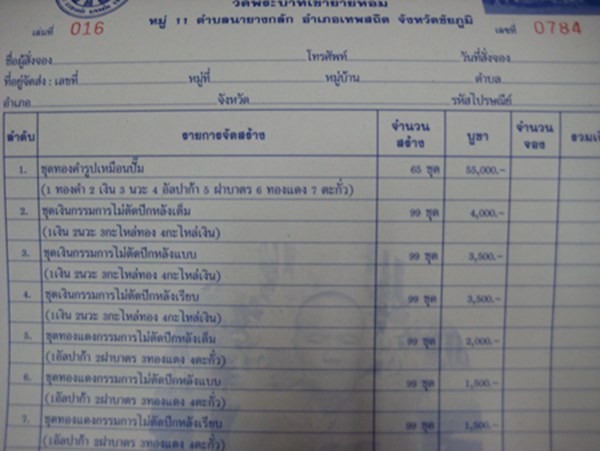 วัดพระบาทเขายายหอม
เล่มที่ 016 หมู่ 11 ตำบลนายางกลัก อำเภอเทพสถิต จังหวัดชัยภูมิ เลขที่ 0784
ชื่อผู้สั่งจอง โทรศัพท์ วันที่สั่งจอง
ที่อยู่จัดส่ง : เลขที่ หมู่ที่ หมู่บ้าน ตำบล
อำเภอ จังหวัด รหัสไปรษณีย์
ลำดับ รายการจัดสร้าง จำนวนสร้าง บูชา จำนวนจอง
1. ชุดทองคำรูปเหมือนปั๊ม 65 ชุด 55,000.-
(1 ทองคำ 2 เงิน 3 นวะ 4 อัลปาก้า 5 ฝาบาตร 6 ทองแดง 7 ตะกั่ว)
2. ชุดเงินกรรมการไม่ตัดปีกหลังเต็ม 99 ชุด 4,000.-
(1เงิน 2นวะ 3กะไหล่ทอง 4กะไหล่เงิน)
3. ชุดเงินกรรมการไม่ตัดปีกหลังแบบ 99 ชุด 3,500.-
(1เงิน 2นวะ 3กะไหล่ทอง 4กะไหล่เงิน)
4. ชุดเงินกรรมการไม่ตัดปีกหลังเรียบ 99 ชุด 3,500.-
(1เงิน 2นวะ 3กะไหล่ทอง 4กะไหล่เงิน)
5. ชุดทองแดงกรรมการไม่ตัดปีกหลังเต็ม 99 ชุด 2,000.-
(1อัลปาก้า 2ฝาบาตร 3ทองแดง 4ตะกั่ว)
6. ชุดทองแดงกรรมการไม่ตัดปีกหลังแบบ 99 ชุด 1,500.-
(1อัลปาก้า 2ฝาบาตร 3ทองแดง 4ตะกั่ว)
7. ชุดทองแดงกรรมการไม่ตัดปีกหลังเรียบ 99 ชุด 1,500.-
(1อัลปาก้า 2ฝาบาตร 3ทองแดง 4ตะกั่ว)